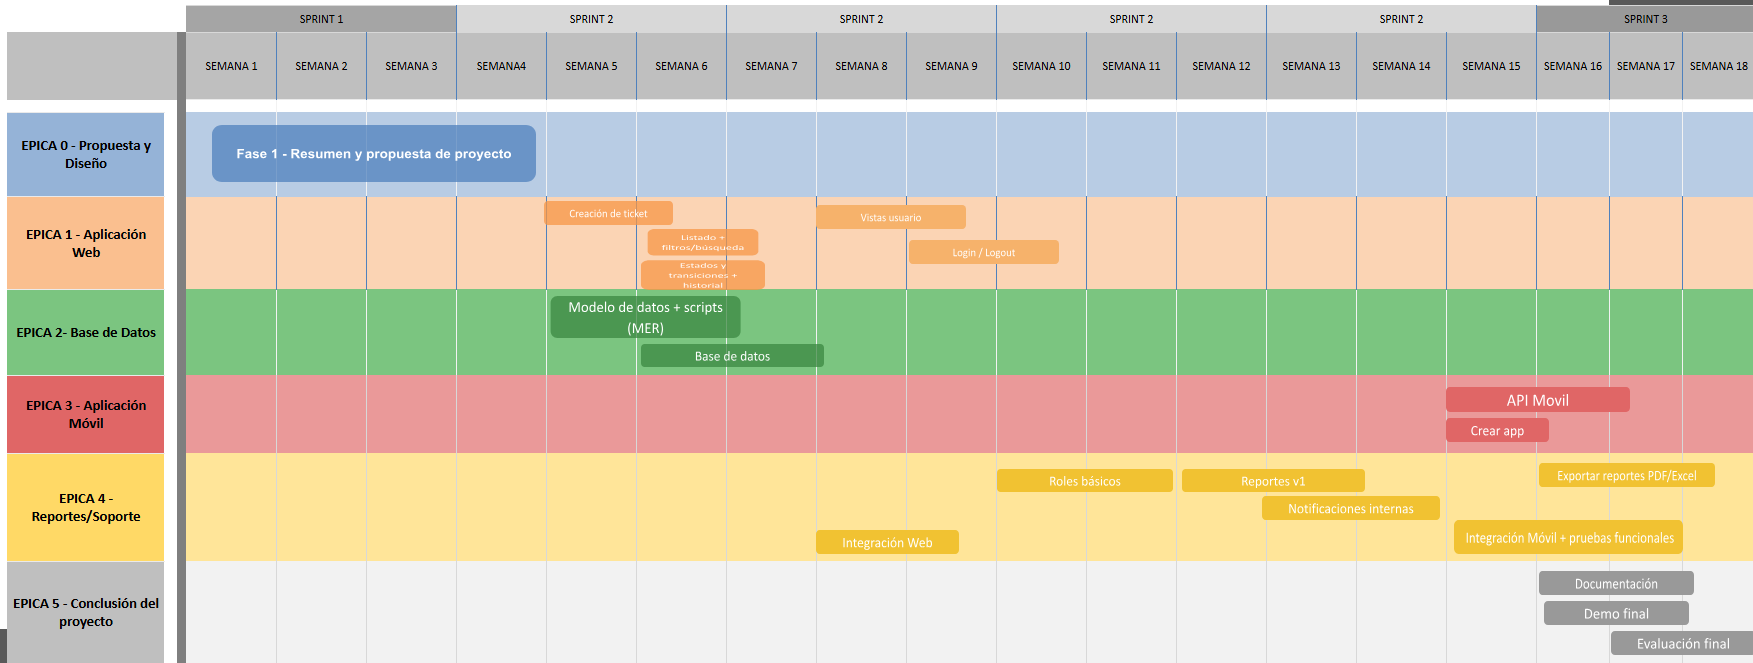 SPRINT 1
SPRINT 2
SPRINT 2
SPRINT 2
SPRINT 2
SPRINT 3
SEMANA 1
SEMANA 2
SEMANA 3
SEMANA4
SEMANA 5
SEMANA 6
SEMANA 7
SEMANA 8
SEMANA 9
SEMANA 10
SEMANA 11
SEMANA 12
SEMANA 13
SEMANA 14
SEMANA 15
SEMANA 16
SEMANA 17
SEMANA 18
EPICA 0 - Propuesta y
Diseño
Fase 1 - Resumen y propuesta de proyecto
EPICA 1 - Aplicación
Web
Creación de ticket
Listado +
filtros/búsqueda
Estados y
transiciones +
historial
Vistas usuario
Login / Logout
EPICA 2- Base de Datos
Modelo de datos + scripts
(MER)
Base de datos
EPICA 3 - Aplicación
Móvil
API Movil
Crear app
EPICA 4 -
Reportes/Soporte
Roles básicos
Reportes v1
Exportar reportes PDF/Excel
Notificaciones internas
Integración Web
Integración Móvil + pruebas funcionales
EPICA 5 - Conclusión del
proyecto
Documentación
Demo final
Evaluación final